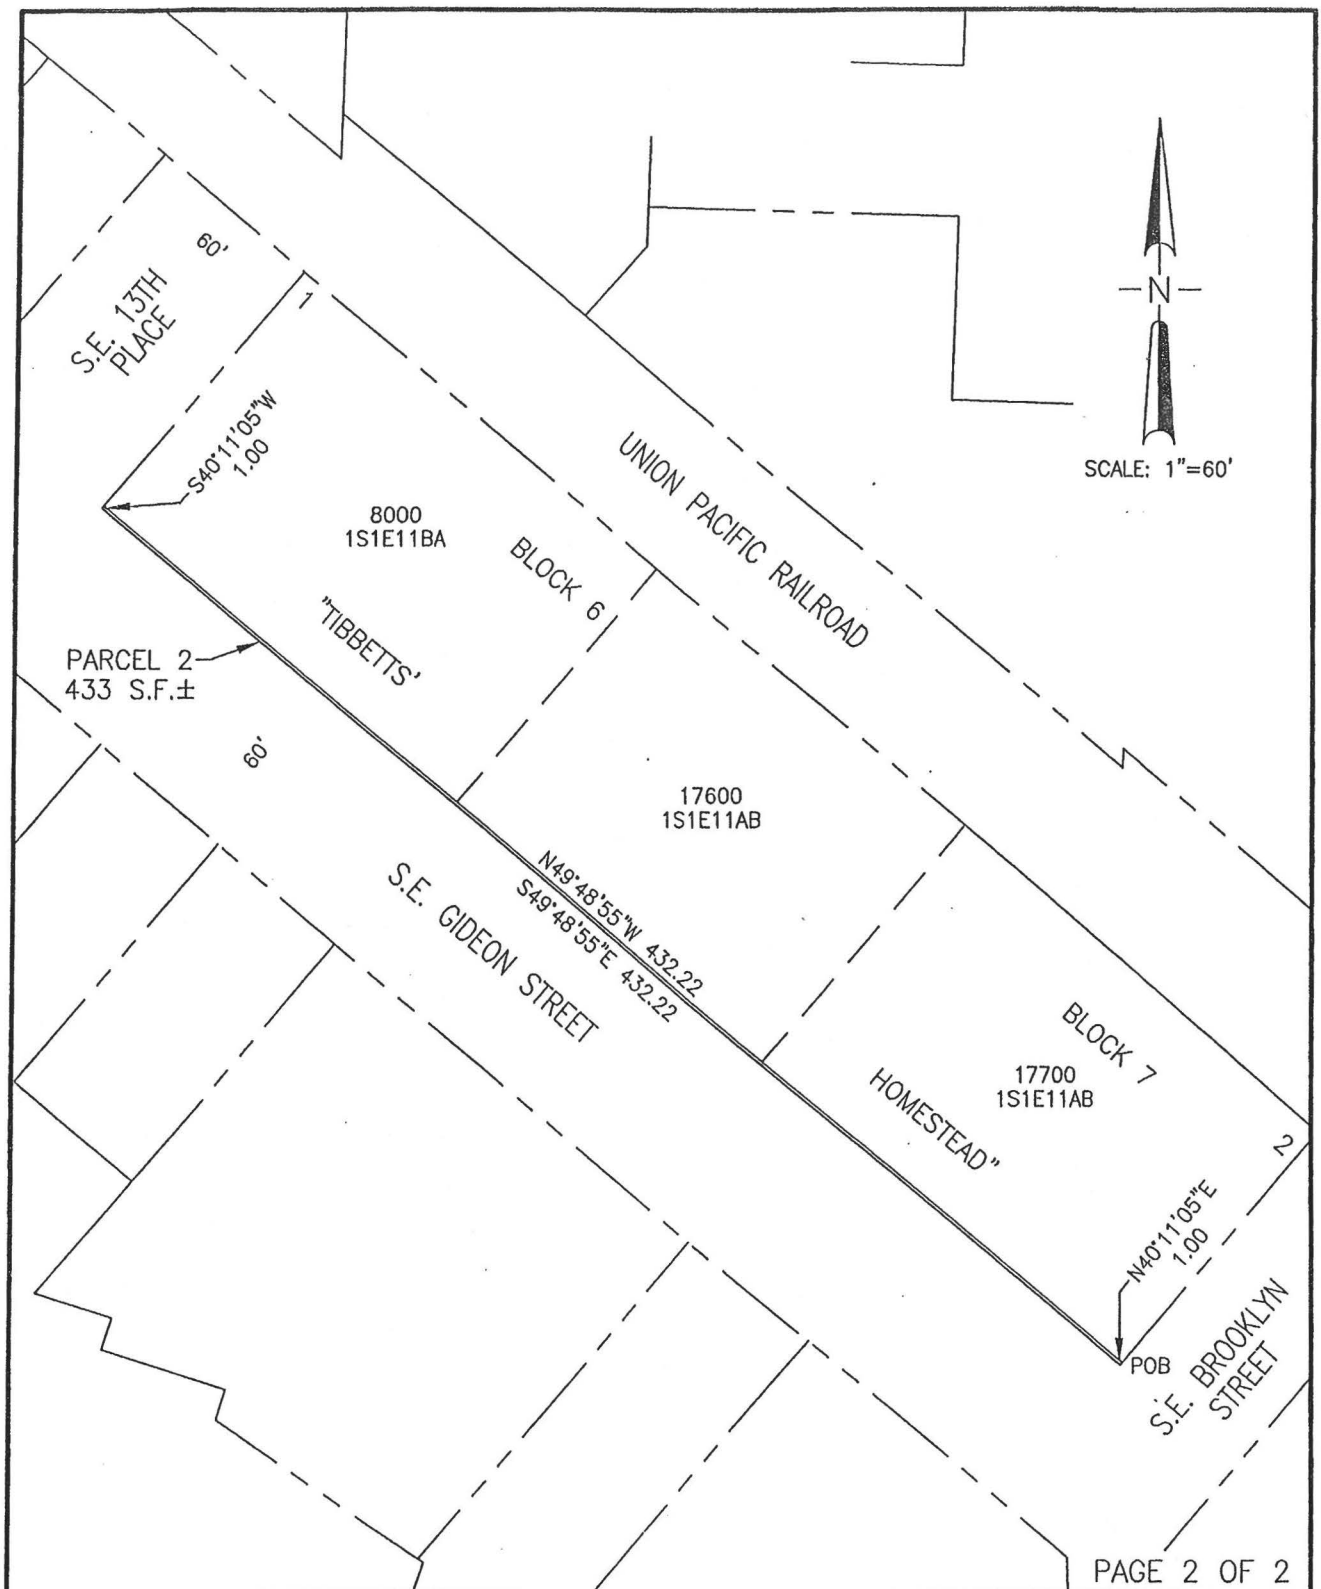 60'
S.E. 13TH
PLACE
1
N
SCALE: 1"=60'
S40°11'05"W
1.00
UNION PACIFIC RAILROAD
8000
1S1E11BA
BLOCK 6
"TIBBETTS'
PARCEL 2
433 S.F.±
60'
17600
1S1E11AB
N49°48'55"W 432.22
S49°48'55"E 432.22
S.E. GIDEON STREET
BLOCK 7
17700
1S1E11AB
HOMESTEAD"
2
N40°11'05"E
1.00
POB
S.E. BROOKLYN
STREET
PAGE 2 OF 2